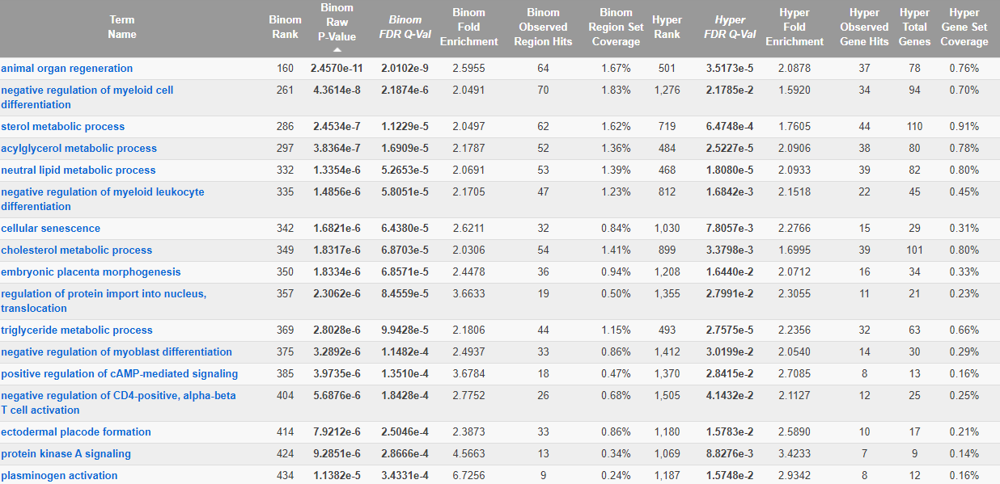 Term Name Binom Rank Binom Raw P-Value Binom FDR Q-Val Binom Fold Enrichment Binom Observed Region Hits Binom Region Set Coverage Hyper Rank Hyper FDR Q-Val Hyper Fold Enrichment Hyper Observed Gene Hits Hyper Total Genes Hyper Gene Set Coverage
animal organ regeneration 160 2.4570e-11 2.0102e-9 2.5955 64 1.67% 501 3.5173e-5 2.0878 37 78 0.76%
negative regulation of myeloid cell differentiation 261 4.3614e-8 2.1874e-6 2.0491 70 1.83% 1,276 2.1785e-2 1.5920 34 94 0.70%
sterol metabolic process 286 2.4534e-7 1.1229e-5 2.0497 62 1.62% 719 6.4748e-4 1.7605 44 110 0.91%
acylglycerol metabolic process 297 3.8364e-7 1.6909e-5 2.1787 52 1.36% 484 2.5227e-5 2.0906 38 80 0.78%
neutral lipid metabolic process 332 1.3354e-6 5.2653e-5 2.0691 53 1.39% 468 1.8080e-5 2.0933 39 82 0.80%
negative regulation of myeloid leukocyte differentiation 335 1.4856e-6 5.8051e-5 2.1705 47 1.23% 812 1.6842e-3 2.1518 22 45 0.45%
cellular senescence 342 1.6821e-6 6.4380e-5 2.6211 32 0.84% 1,030 7.8057e-3 2.2766 15 29 0.31%
cholesterol metabolic process 349 1.8317e-6 6.8703e-5 2.0306 54 1.41% 899 3.3798e-3 1.6995 39 101 0.80%
embryonic placenta morphogenesis 350 1.8334e-6 6.8571e-5 2.4478 36 0.94% 1,208 1.6440e-2 2.0712 16 34 0.33%
regulation of protein import into nucleus, translocation 357 2.3062e-6 8.4559e-5 3.6633 19 0.50% 1,355 2.7991e-2 2.3055 11 21 0.23%
triglyceride metabolic process 369 2.8028e-6 9.9428e-5 2.1806 44 1.15% 493 2.7575e-5 2.2356 32 63 0.66%
negative regulation of myoblast differentiation 375 3.2892e-6 1.1482e-4 2.4937 33 0.86% 1,412 3.0199e-2 2.0540 14 30 0.29%
positive regulation of cAMP-mediated signaling 385 3.9735e-6 1.3510e-4 3.6784 18 0.47% 1,370 2.8415e-2 2.7085 8 13 0.16%
negative regulation of CD4-positive, alpha-beta T cell activation 404 5.6876e-6 1.8428e-4 2.7752 26 0.68% 1,505 4.1432e-2 2.1127 12 25 0.25%
ectodermal placode formation 414 7.9212e-6 2.5046e-4 2.3873 33 0.86% 1,180 1.5783e-2 2.5890 10 17 0.21%
protein kinase A signaling 424 9.2851e-6 2.8666e-4 4.5663 13 0.34% 1,069 8.8276e-3 3.4233 7 9 0.14%
plasminogen activation 434 1.1382e-5 3.4331e-4 6.7256 9 0.24% 1,187 1.5748e-2 2.9342 8 12 0.16%